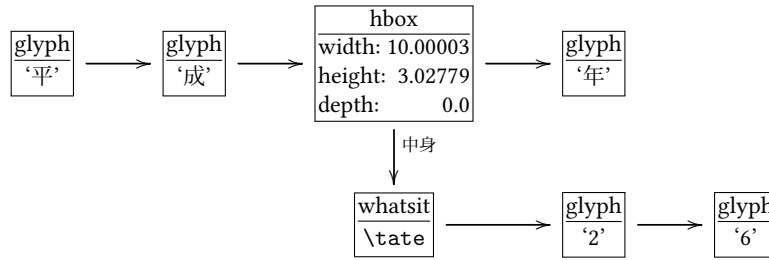 glyph
‘平’
glyph
‘成’
hbox
width: 10.00003
height: 3.02779
depth: 0.0
glyph
‘年’
中身
whatsit
\tate
glyph
‘2’
glyph
‘6’